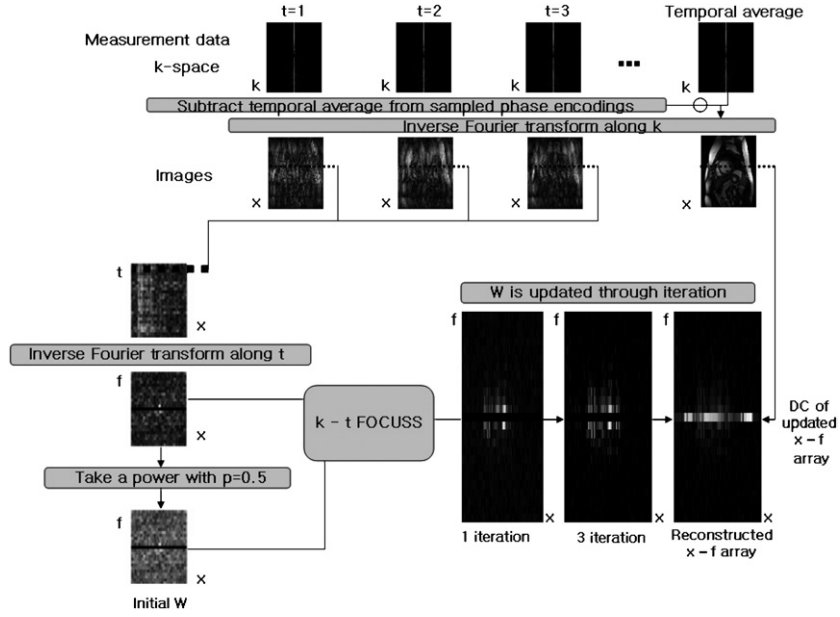 t=1
t=2
t=3
Temporal average
Measurement data
k-space
k
k
k
k
Subtract temporal average from sampled phase encodings
Inverse Fourier transform along k
Images
x
x
x
x
t
x
W is updated through iteration
f
f
f
Inverse Fourier transform along t
f
x
k - t FOCUSS
DC of
updated
x - f
array
Take a power with p=0.5
f
x
x
x
x
1 iteration
3 iteration
Reconstructed
x - f array
Initial W